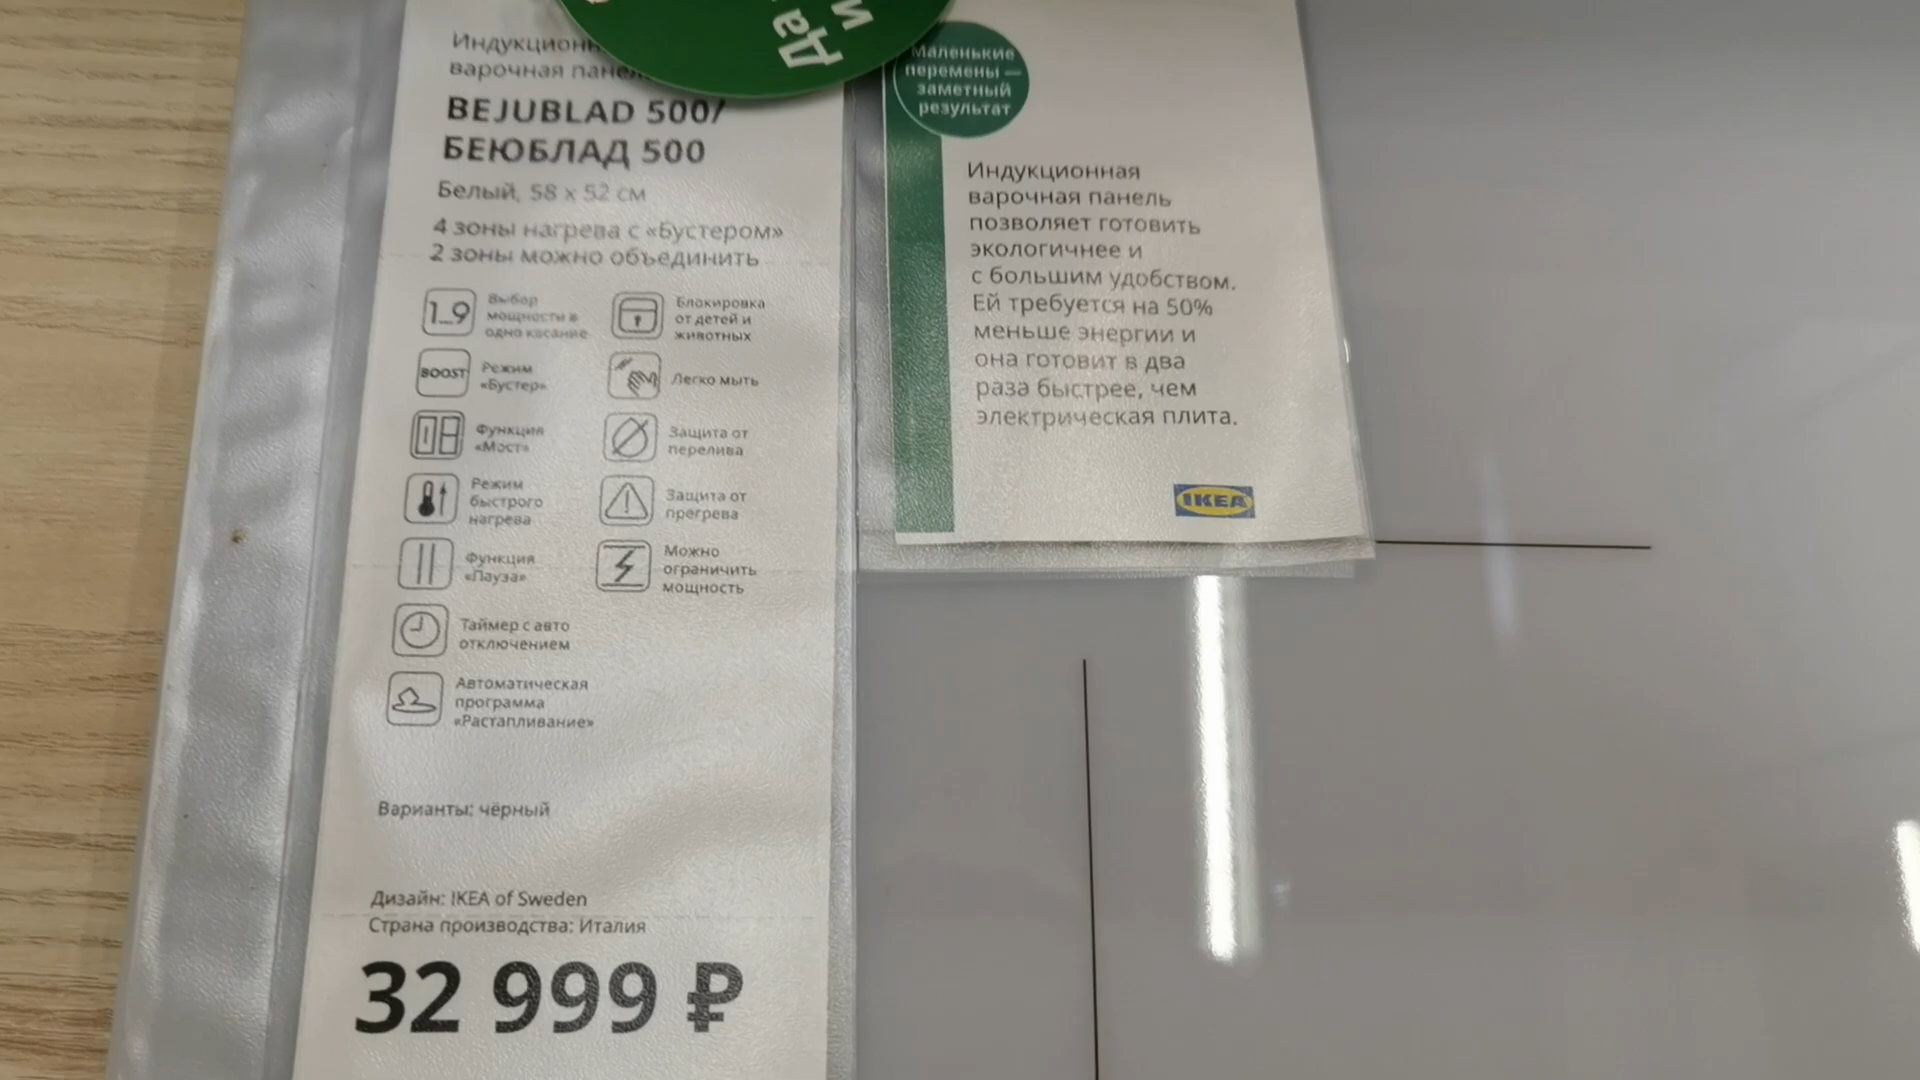 Да
и
Индукционн
варочная панел
BEJUBLAD 500/
БЕЮБЛАД 500
Белый, 58 x 52 см
4 зоны нагрева с «Бустером»
2 зоны можно объединить
1...9
Выбор
мощности в
одно касание
BOOST
Режим
«Бустер»
Функция
«Мост»
Режим
быстрого
нагрева
Функция
«Пауза»
Таймер с авто
отключением
Автоматическая
программа
«Растапливание»
Блокировка
от детей и
животных
Легко мыть
Защита от
перелива
Защита от
прегрева
Можно
ограничить
мощность
Варианты: чёрный
Дизайн: IKEA of Sweden
Страна производства: Италия
32 999 ₽
Маленькие
перемены —
заметный
результат
Индукционная
варочная панель
позволяет готовить
экологичнее и
с большим удобством.
Ей требуется на 50%
меньше энергии и
она готовит в два
раза быстрее, чем
электрическая плита.
IKEA